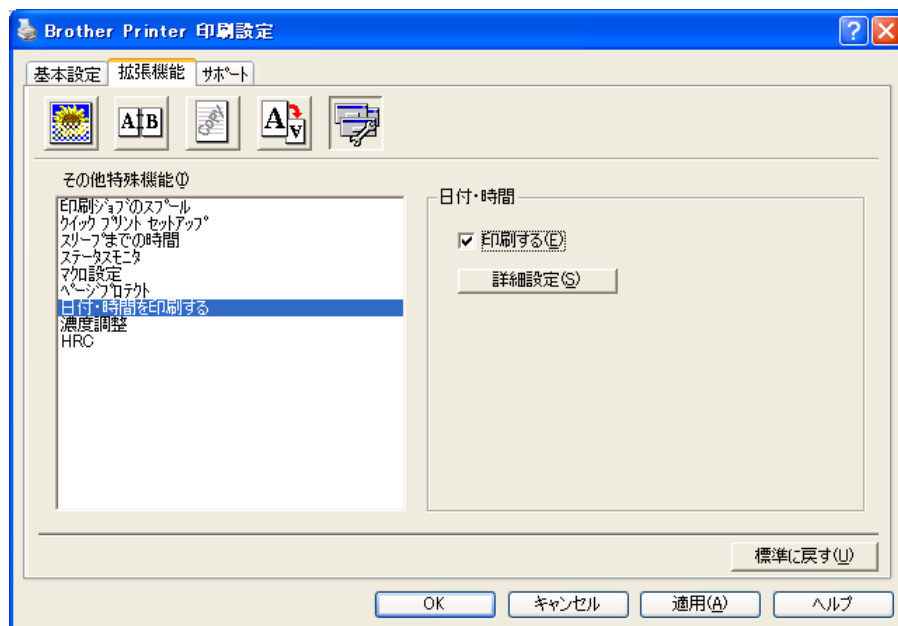 Brother Printer 印刷設定
基本設定 拡張機能 サポート
A B
copy
A A
その他特殊機能(I)
印刷ジョブのスプール
クイック プリント セットアップ
スリープまでの時間
ステータスモニタ
マクロ設定
ページプロテクト
日付・時間を印刷する
濃度調整
HRC
日付・時間
印刷する(E)
詳細設定(S)
標準に戻す(U)
OK キャンセル 適用(A) ヘルプ